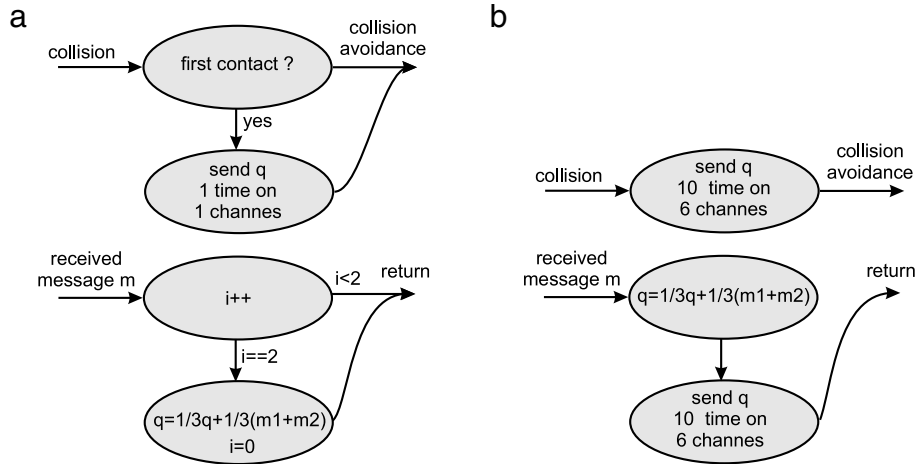 a
collision
first contact ?
collision
avoidance
yes
send q
1 time on
1 channes
received
message m
i++
i<2
return
i==2
q=1/3q+1/3(m1+m2)
i=0
b
collision
send q
10 time on
6 channes
collision
avoidance
received
message m
q=1/3q+1/3(m1+m2)
return
send q
10 time on
6 channes